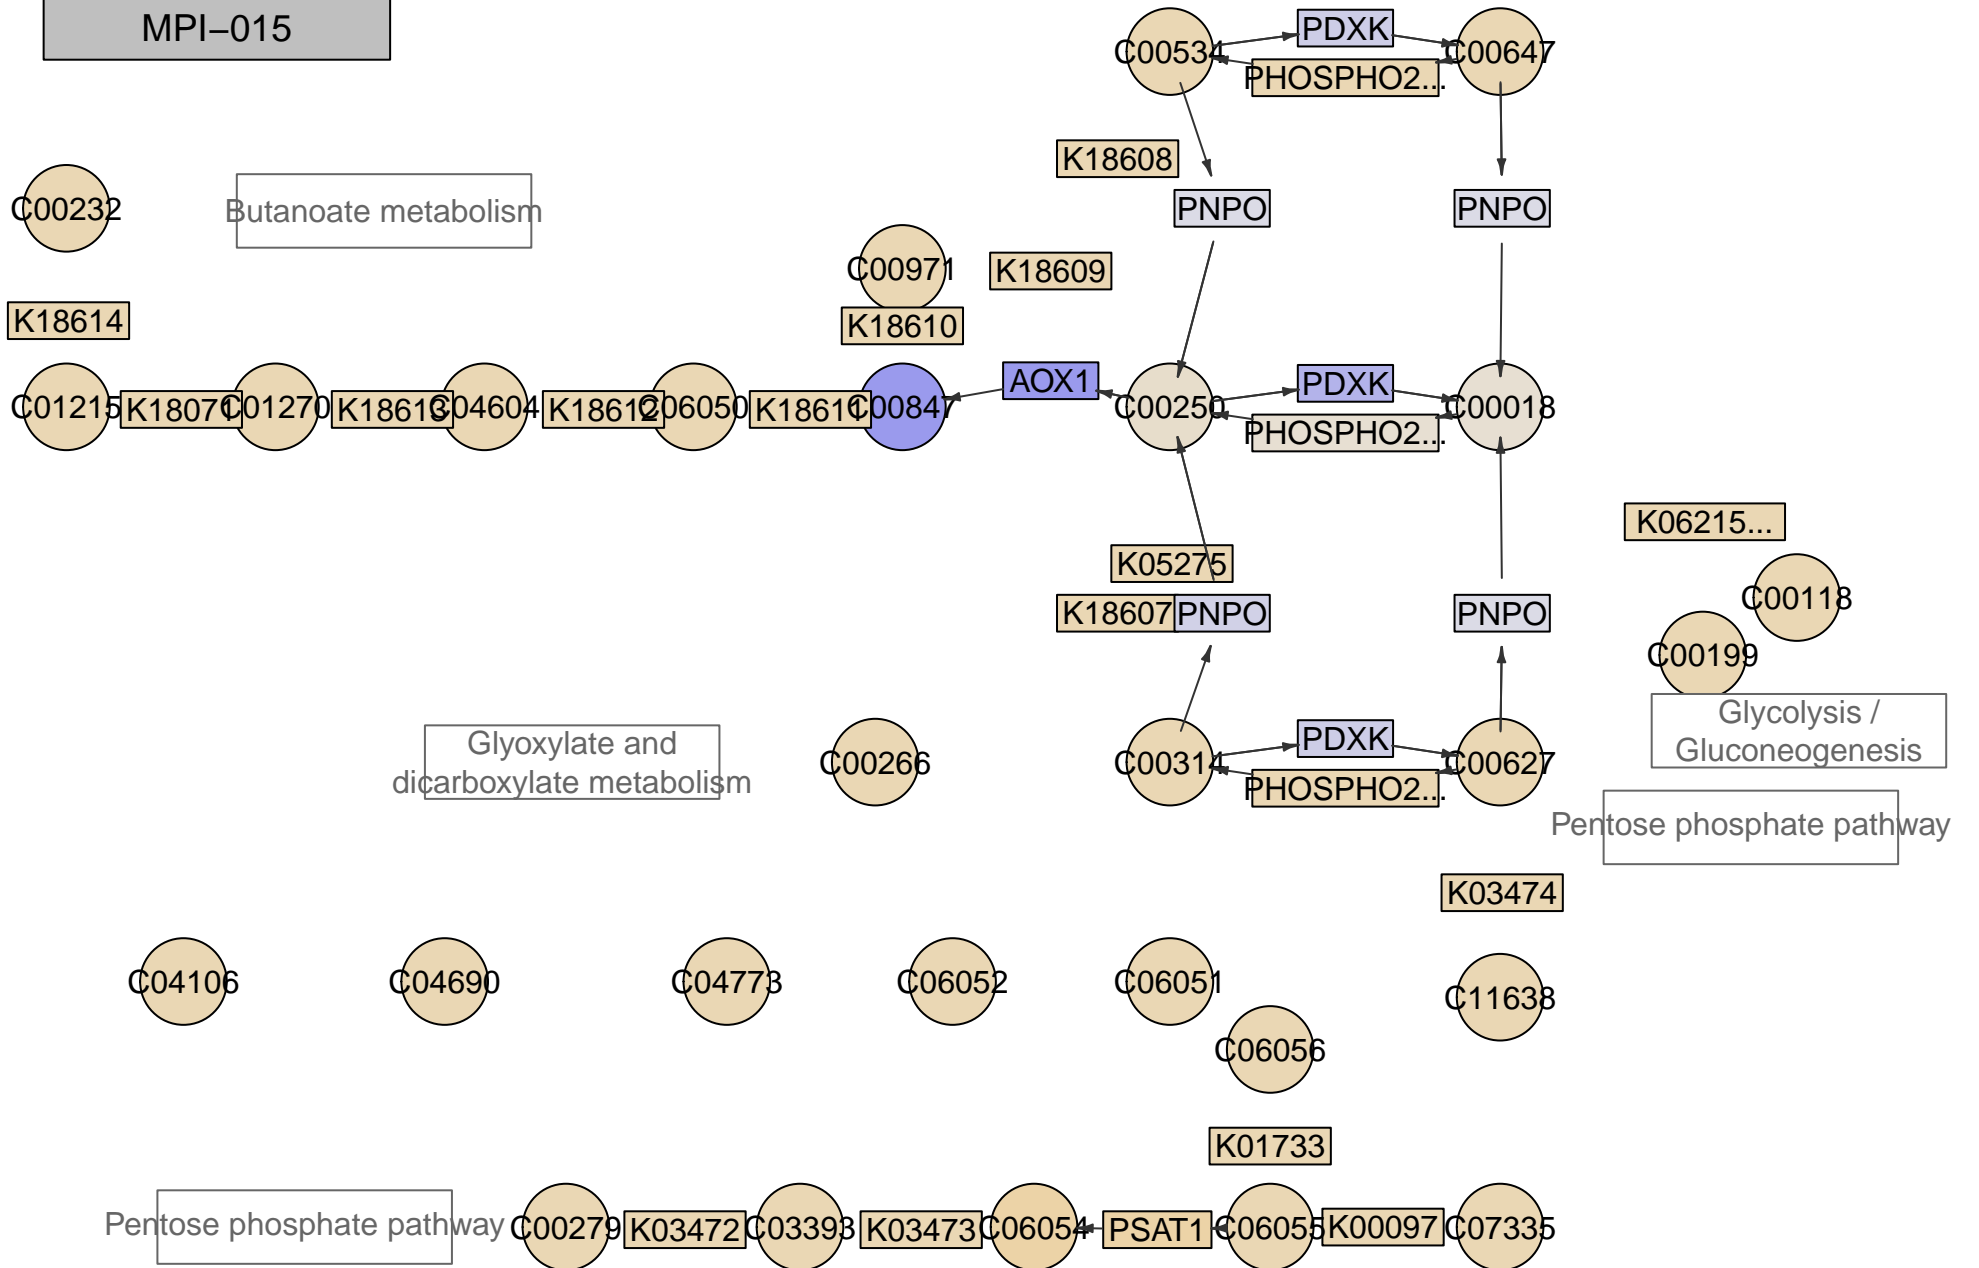 MPI–015
C00534
PDXK
C00647
PHOSPHO2...
K18608
C00232
Butanoate metabolism
PNPO
PNPO
C00971
K18609
K18614
K18610
AOX1
PDXK
C01215
K18071
C01270
K18613
C04604
K18612
C06050
K18611
C00847
C00250
C00018
PHOSPHO2...
K06215...
K05275
C00118
K18607
PNPO
PNPO
C00199
Glycolysis /
Gluconeogenesis
Glyoxylate and
dicarboxylate metabolism
C00266
C00314
PDXK
C00627
PHOSPHO2...
Pentose phosphate pathway
K03474
C04106
C04690
C04773
C06052
C06051
C11638
C06056
K01733
Pentose phosphate pathway
C00279
K03472
C03393
K03473
C06054
PSAT1
C06055
K00097
C07335